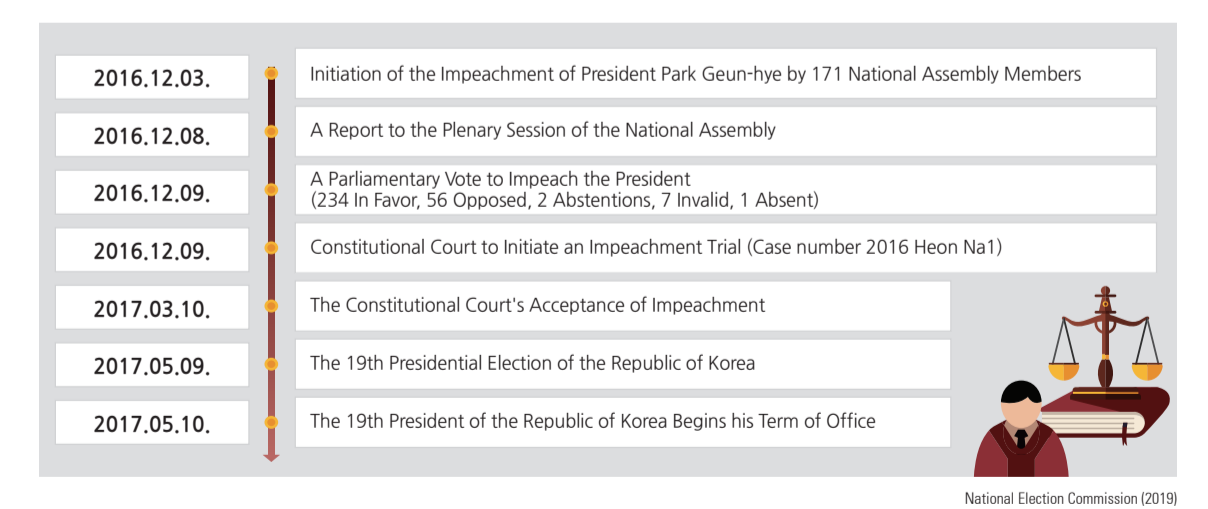 2016.12.03.
Initiation of the Impeachment of President Park Geun-hye by 171 National Assembly Members
2016.12.08.
A Report to the Plenary Session of the National Assembly
2016.12.09.
A Parliamentary Vote to Impeach the President
(234 In Favor, 56 Opposed, 2 Abstentions, 7 Invalid, 1 Absent)
2016.12.09.
Constitutional Court to Initiate an Impeachment Trial (Case number 2016 Heon Na1)
2017.03.10.
The Constitutional Court's Acceptance of Impeachment
2017.05.09.
The 19th Presidential Election of the Republic of Korea
2017.05.10.
The 19th President of the Republic of Korea Begins his Term of Office
National Election Commission (2019)